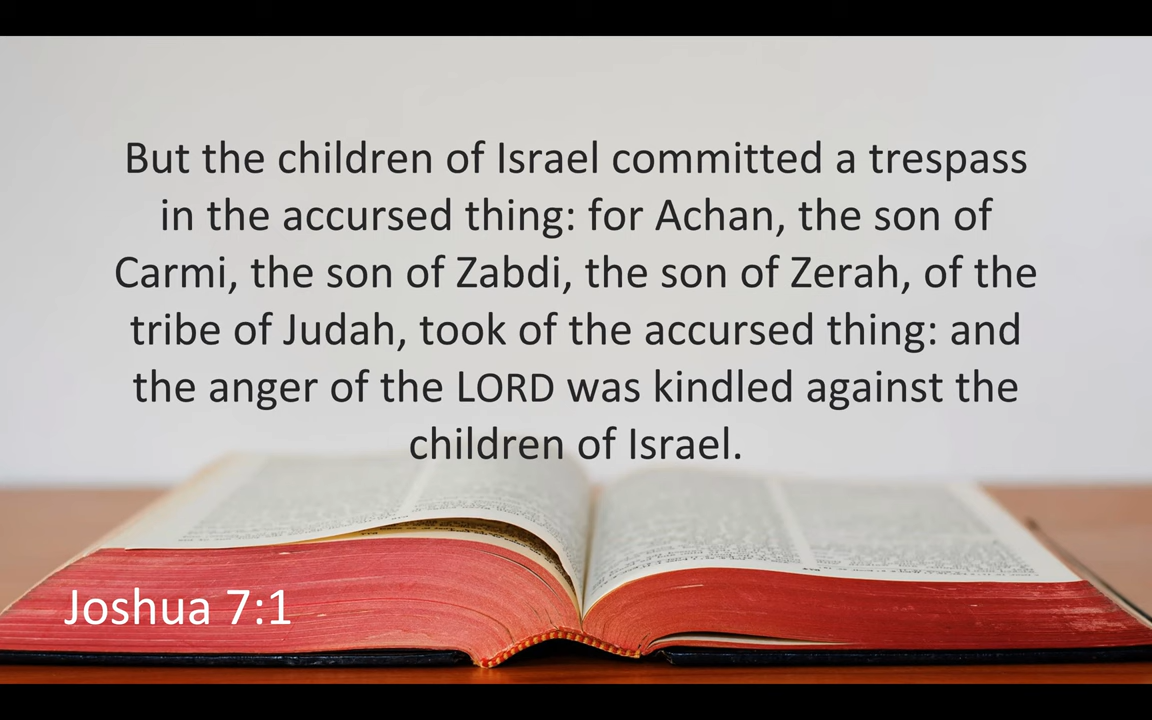 But the children of Israel committed a trespass
in the accursed thing: for Achan, the son of
Carmi, the son of Zabdi, the son of Zerah, of the
tribe of Judah, took of the accursed thing: and
the anger of the LORD was kindled against the
children of Israel.
Joshua 7:1